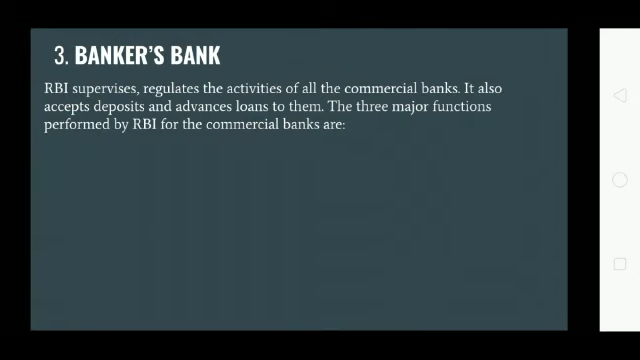 3. BANKER'S BANK
RBI supervises, regulates the activities of all the commercial banks. It also
accepts deposits and advances loans to them. The three major functions
performed by RBI for the commercial banks are: